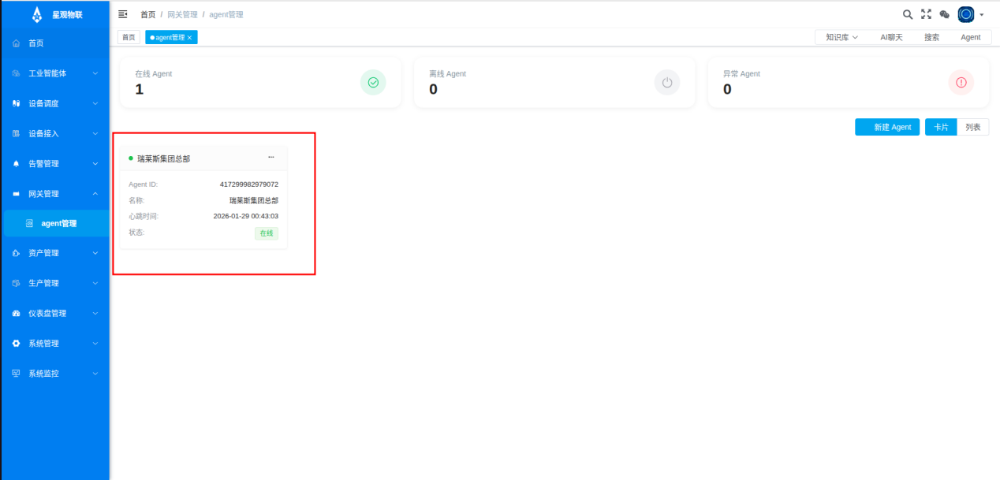 星观物联
首页 / 网关管理 / agent管理
首页
agent管理 ×
知识库
AI聊天
搜索
Agent
首页
工业智能体
设备调度
设备接入
告警管理
网关管理
agent管理
资产管理
生产管理
仪表盘管理
系统管理
系统监控
在线 Agent
1
离线 Agent
0
异常 Agent
0
新建 Agent
卡片
列表
瑞莱斯集团总部
Agent ID: 417299982979072
名称: 瑞莱斯集团总部
心跳时间: 2026-01-29 00:43:03
状态: 在线